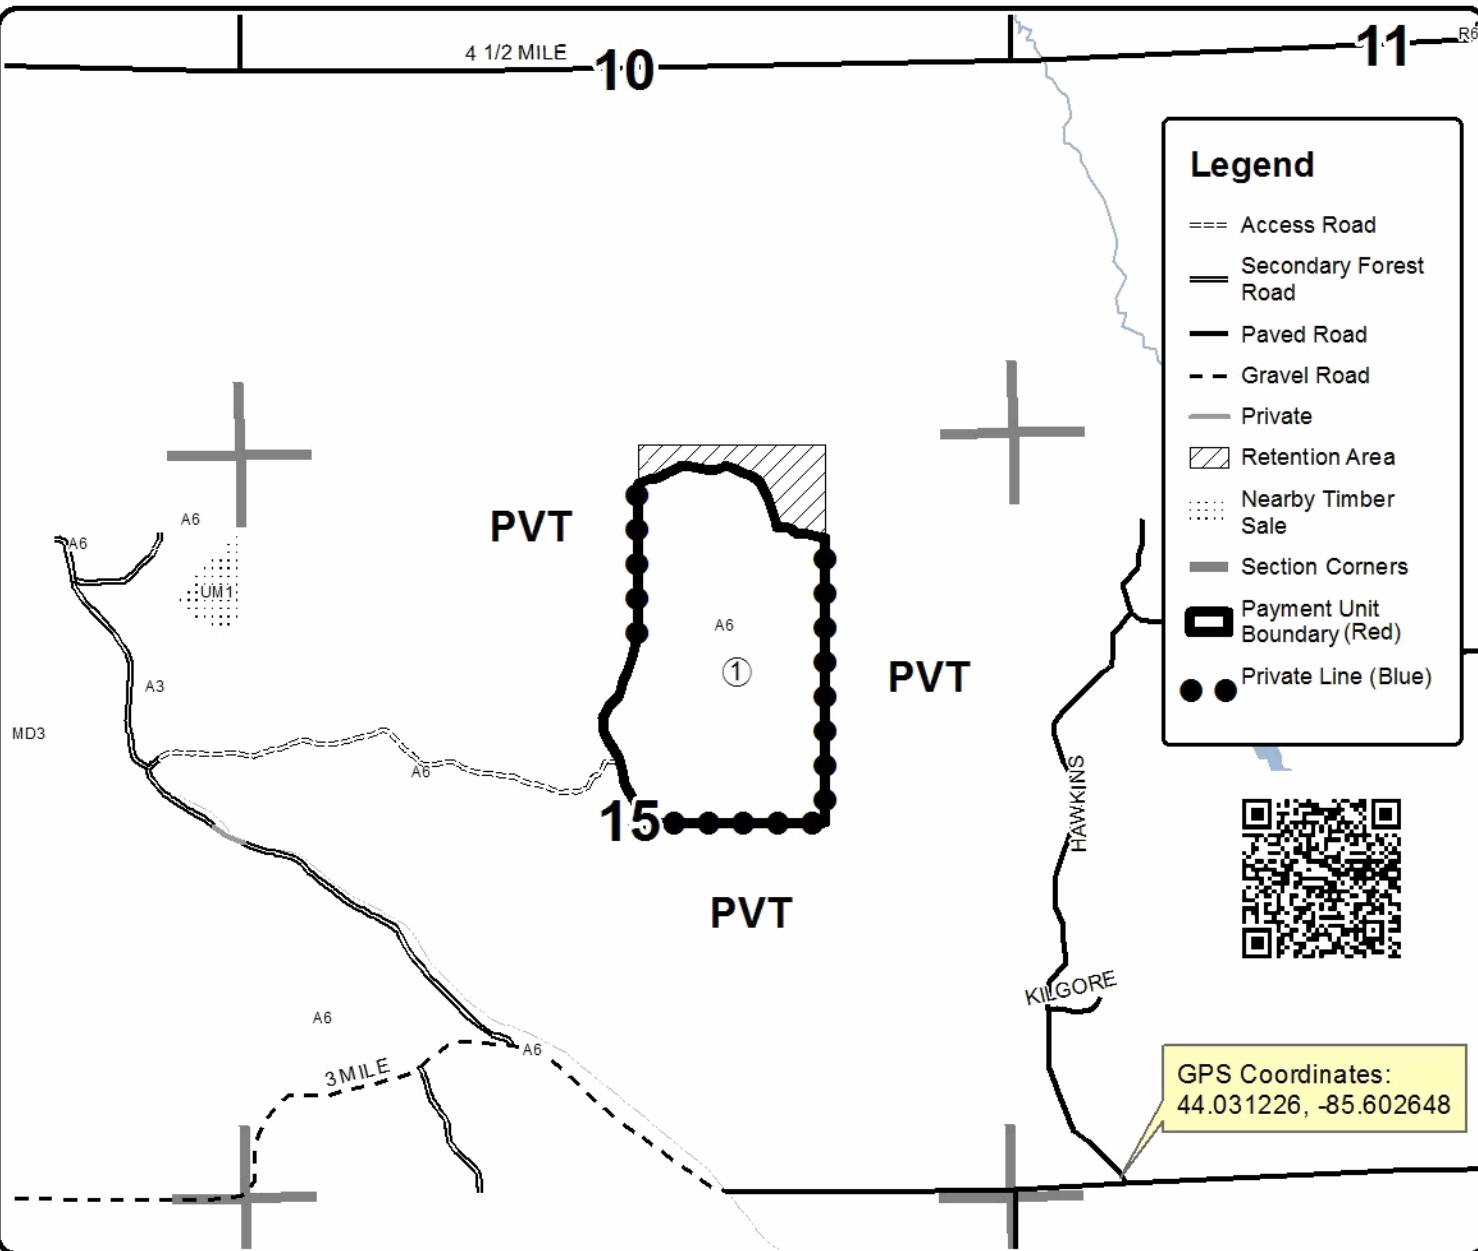 4 1/2 MILE
10
11
R6
Legend
Access Road
Secondary Forest
Road
Paved Road
Gravel Road
Private
Retention Area
Nearby Timber
Sale
Section Corners
Payment Unit
Boundary (Red)
Private Line (Blue)
A6
A6
UM1
PVT
A6
1
PVT
A3
MD3
A6
15
HAWKINS
PVT
KILGORE
A6
A6
3 MILE
GPS Coordinates:
44.031226, -85.602648